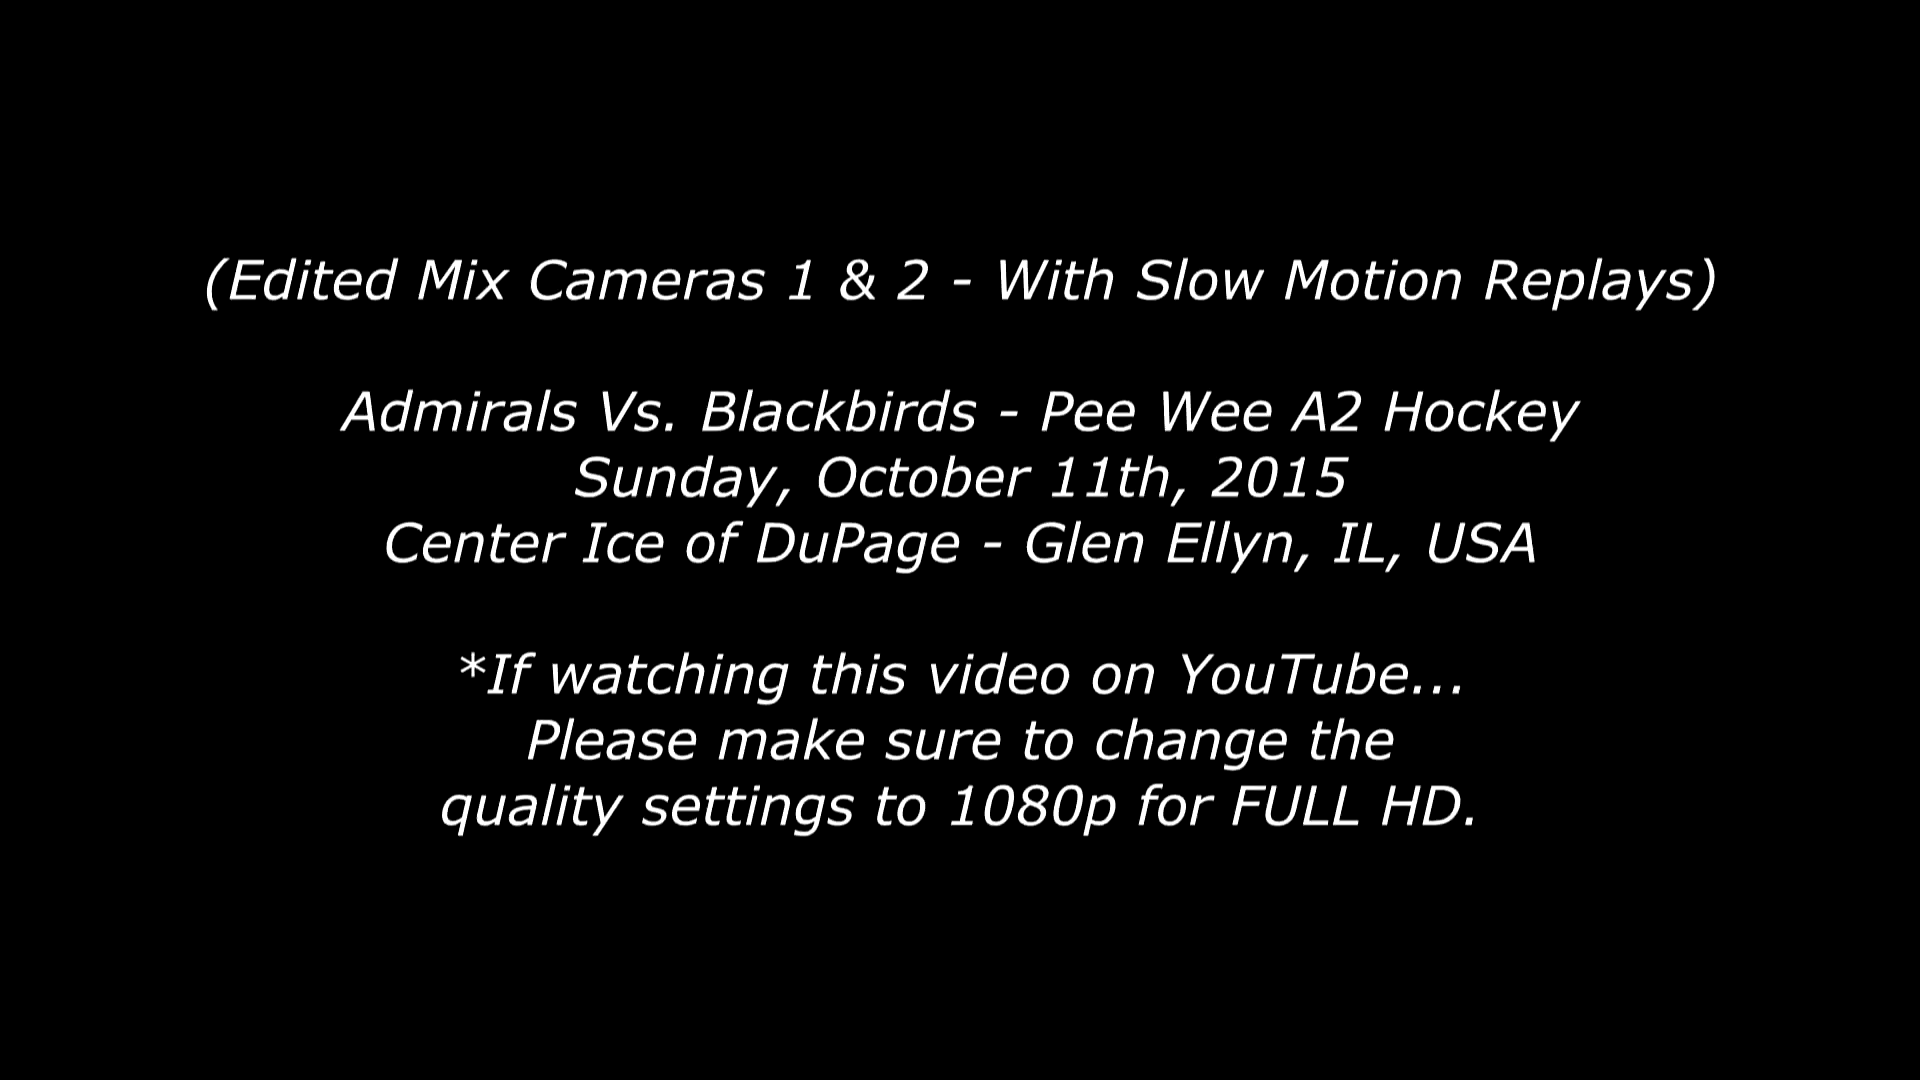 (Edited Mix Cameras 1 & 2 - With Slow Motion Replays)
Admirals Vs. Blackbirds - Pee Wee A2 Hockey
Sunday, October 11th, 2015
Center Ice of DuPage - Glen Ellyn, IL, USA
*If watching this video on YouTube...
Please make sure to change the
quality settings to 1080p for FULL HD.